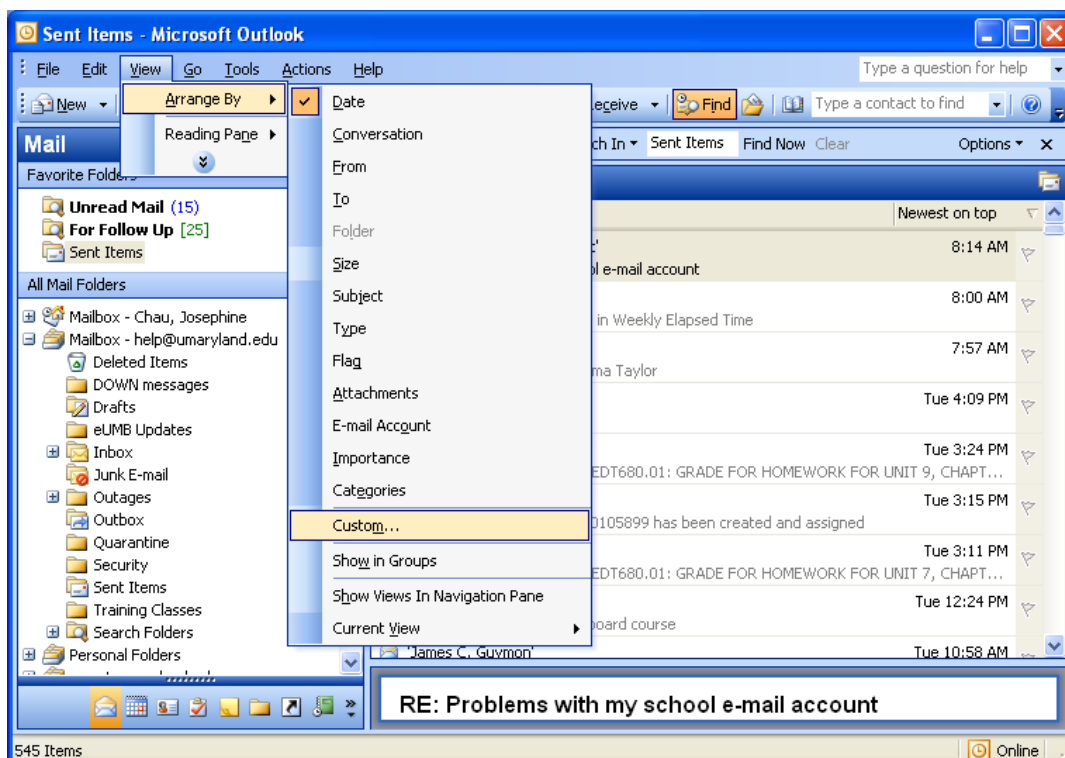 Sent Items - Microsoft Outlook
File Edit View Go Tools Actions Help Type a question for help
New Find Type a contact to find
Arrange By
Reading Pane
Date
Conversation
From
To
Folder
Size
Subject
Type
Flag
Attachments
E-mail Account
Importance
Categories
Custom...
Show in Groups
Show Views In Navigation Pane
Current View
Mail
Sent Items Find Now Clear Options
Unread Mail (15)
For Follow Up [25]
Sent Items
All Mail Folders
Mailbox - Chau, Josephine
Mailbox - help@umaryland.edu
Deleted Items
DOWN messages
Drafts
eUMB Updates
Inbox
Junk E-mail
Outages
Outbox
Quarantine
Security
Sent Items
Training Classes
Search Folders
Personal Folders
Newest on top
8:14 AM
e-mail account
8:00 AM
in Weekly Elapsed Time
7:57 AM
Taylor
Tue 4:09 PM
Tue 3:24 PM
EDT680.01: GRADE FOR HOMEWORK FOR UNIT 9, CHAPT...
Tue 3:15 PM
0105899 has been created and assigned
Tue 3:11 PM
EDT680.01: GRADE FOR HOMEWORK FOR UNIT 7, CHAPT...
Tue 12:24 PM
course
'James C. Guymon' Tue 10:58 AM
RE: Problems with my school e-mail account
545 Items Online